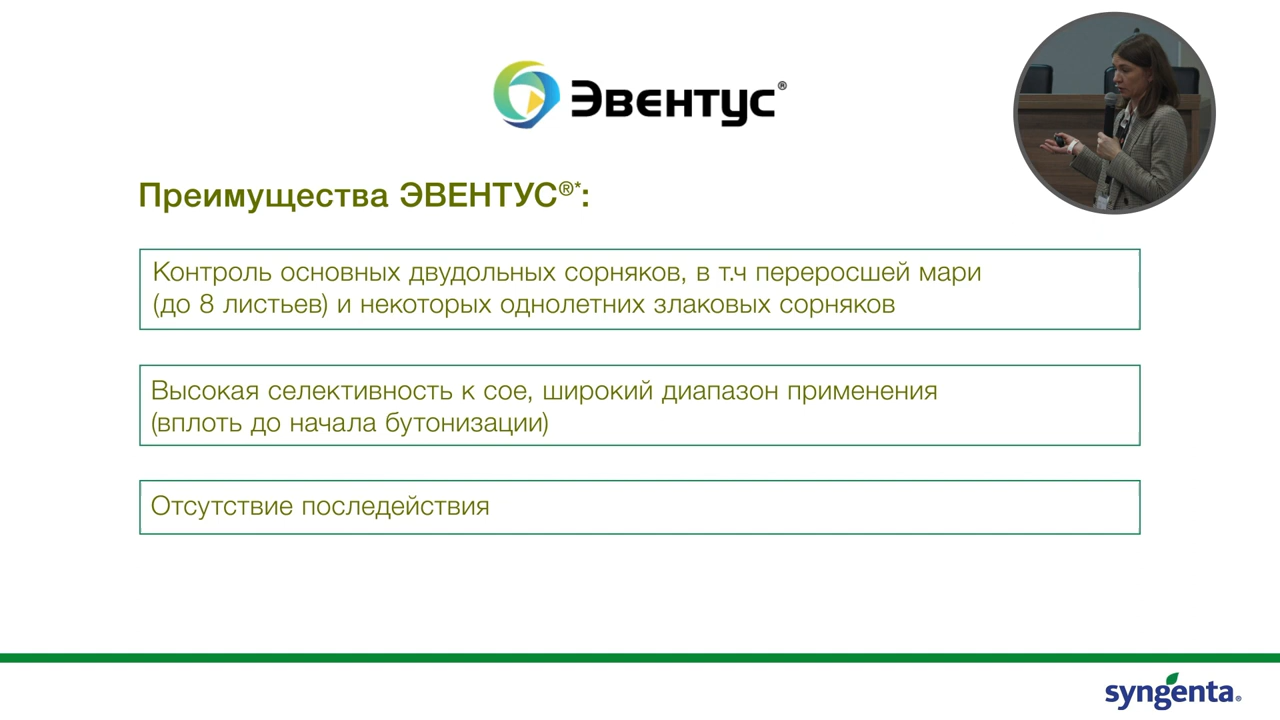 Эвентус®
Преимущества ЭВЕНТУС®*:
Контроль основных двудольных сорняков, в т.ч переросшей мари
(до 8 листьев) и некоторых однолетних злаковых сорняков
Высокая селективность к сое, широкий диапазон применения
(вплоть до начала бутонизации)
Отсутствие последействия
syngenta®